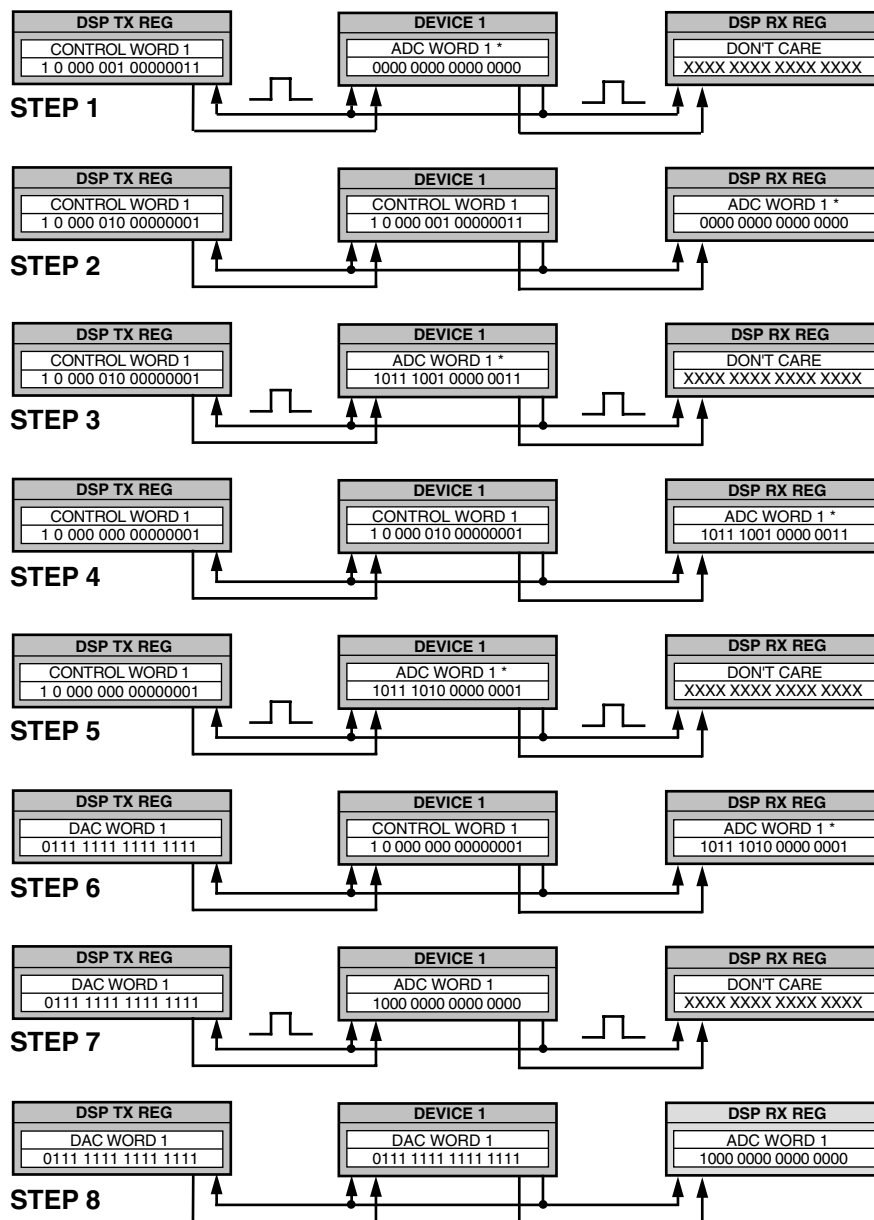 DSP TX REG
CONTROL WORD 1
1 0 000 001 00000011
DEVICE 1
ADC WORD 1 *
0000 0000 0000 0000
DSP RX REG
DON'T CARE
XXXX XXXX XXXX XXXX
STEP 1
DSP TX REG
CONTROL WORD 1
1 0 000 010 00000001
DEVICE 1
CONTROL WORD 1
1 0 000 001 00000011
DSP RX REG
ADC WORD 1 *
0000 0000 0000 0000
STEP 2
DSP TX REG
CONTROL WORD 1
1 0 000 010 00000001
DEVICE 1
ADC WORD 1 *
1011 1001 0000 0011
DSP RX REG
DON'T CARE
XXXX XXXX XXXX XXXX
STEP 3
DSP TX REG
CONTROL WORD 1
1 0 000 000 00000001
DEVICE 1
CONTROL WORD 1
1 0 000 010 00000001
DSP RX REG
ADC WORD 1 *
1011 1001 0000 0011
STEP 4
DSP TX REG
CONTROL WORD 1
1 0 000 000 00000001
DEVICE 1
ADC WORD 1 *
1011 1010 0000 0001
DSP RX REG
DON'T CARE
XXXX XXXX XXXX XXXX
STEP 5
DSP TX REG
DAC WORD 1
0111 1111 1111 1111
DEVICE 1
CONTROL WORD 1
1 0 000 000 00000001
DSP RX REG
ADC WORD 1 *
1011 1010 0000 0001
STEP 6
DSP TX REG
DAC WORD 1
0111 1111 1111 1111
DEVICE 1
ADC WORD 1
1000 0000 0000 0000
DSP RX REG
DON'T CARE
XXXX XXXX XXXX XXXX
STEP 7
DSP TX REG
DAC WORD 1
0111 1111 1111 1111
DEVICE 1
DAC WORD 1
0111 1111 1111 1111
DSP RX REG
ADC WORD 1
1000 0000 0000 0000
STEP 8